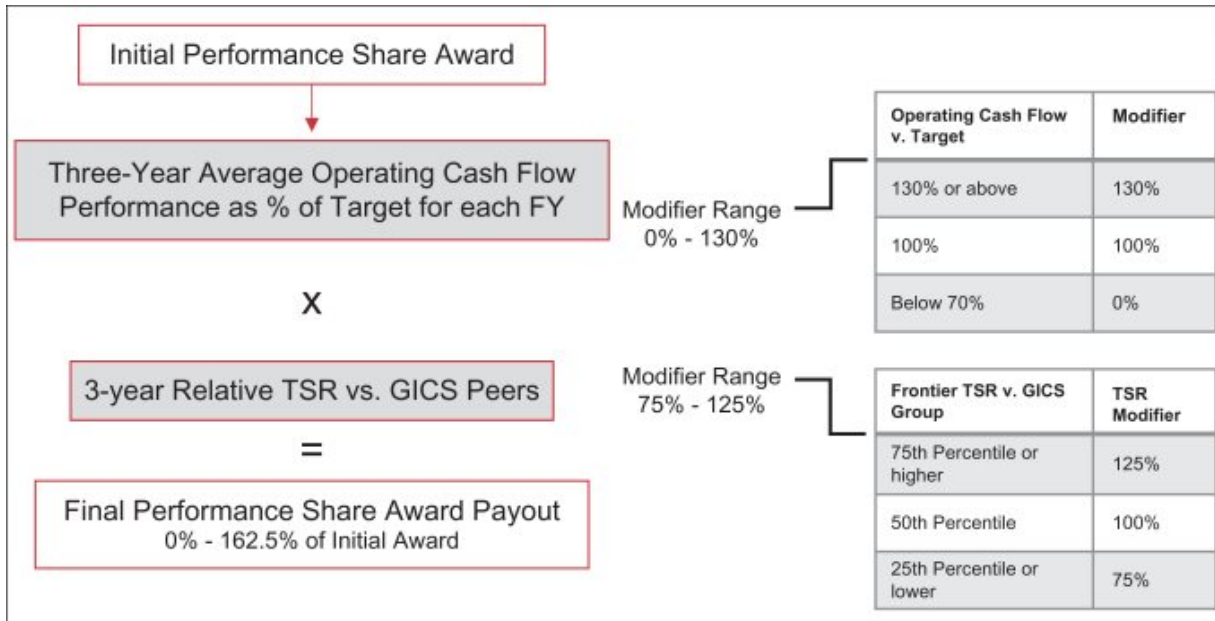 Initial Performance Share Award
Three-Year Average Operating Cash Flow
Performance as % of Target for each FY
Modifier Range
0% - 130%
Operating Cash Flow
v. Target
Modifier
130% or above
130%
100%
100%
Below 70%
0%
x
3-year Relative TSR vs. GICS Peers
Modifier Range
75% - 125%
Frontier TSR v. GICS
Group
TSR
Modifier
75th Percentile or
higher
125%
50th Percentile
100%
25th Percentile or
lower
75%
=
Final Performance Share Award Payout
0% - 162.5% of Initial Award